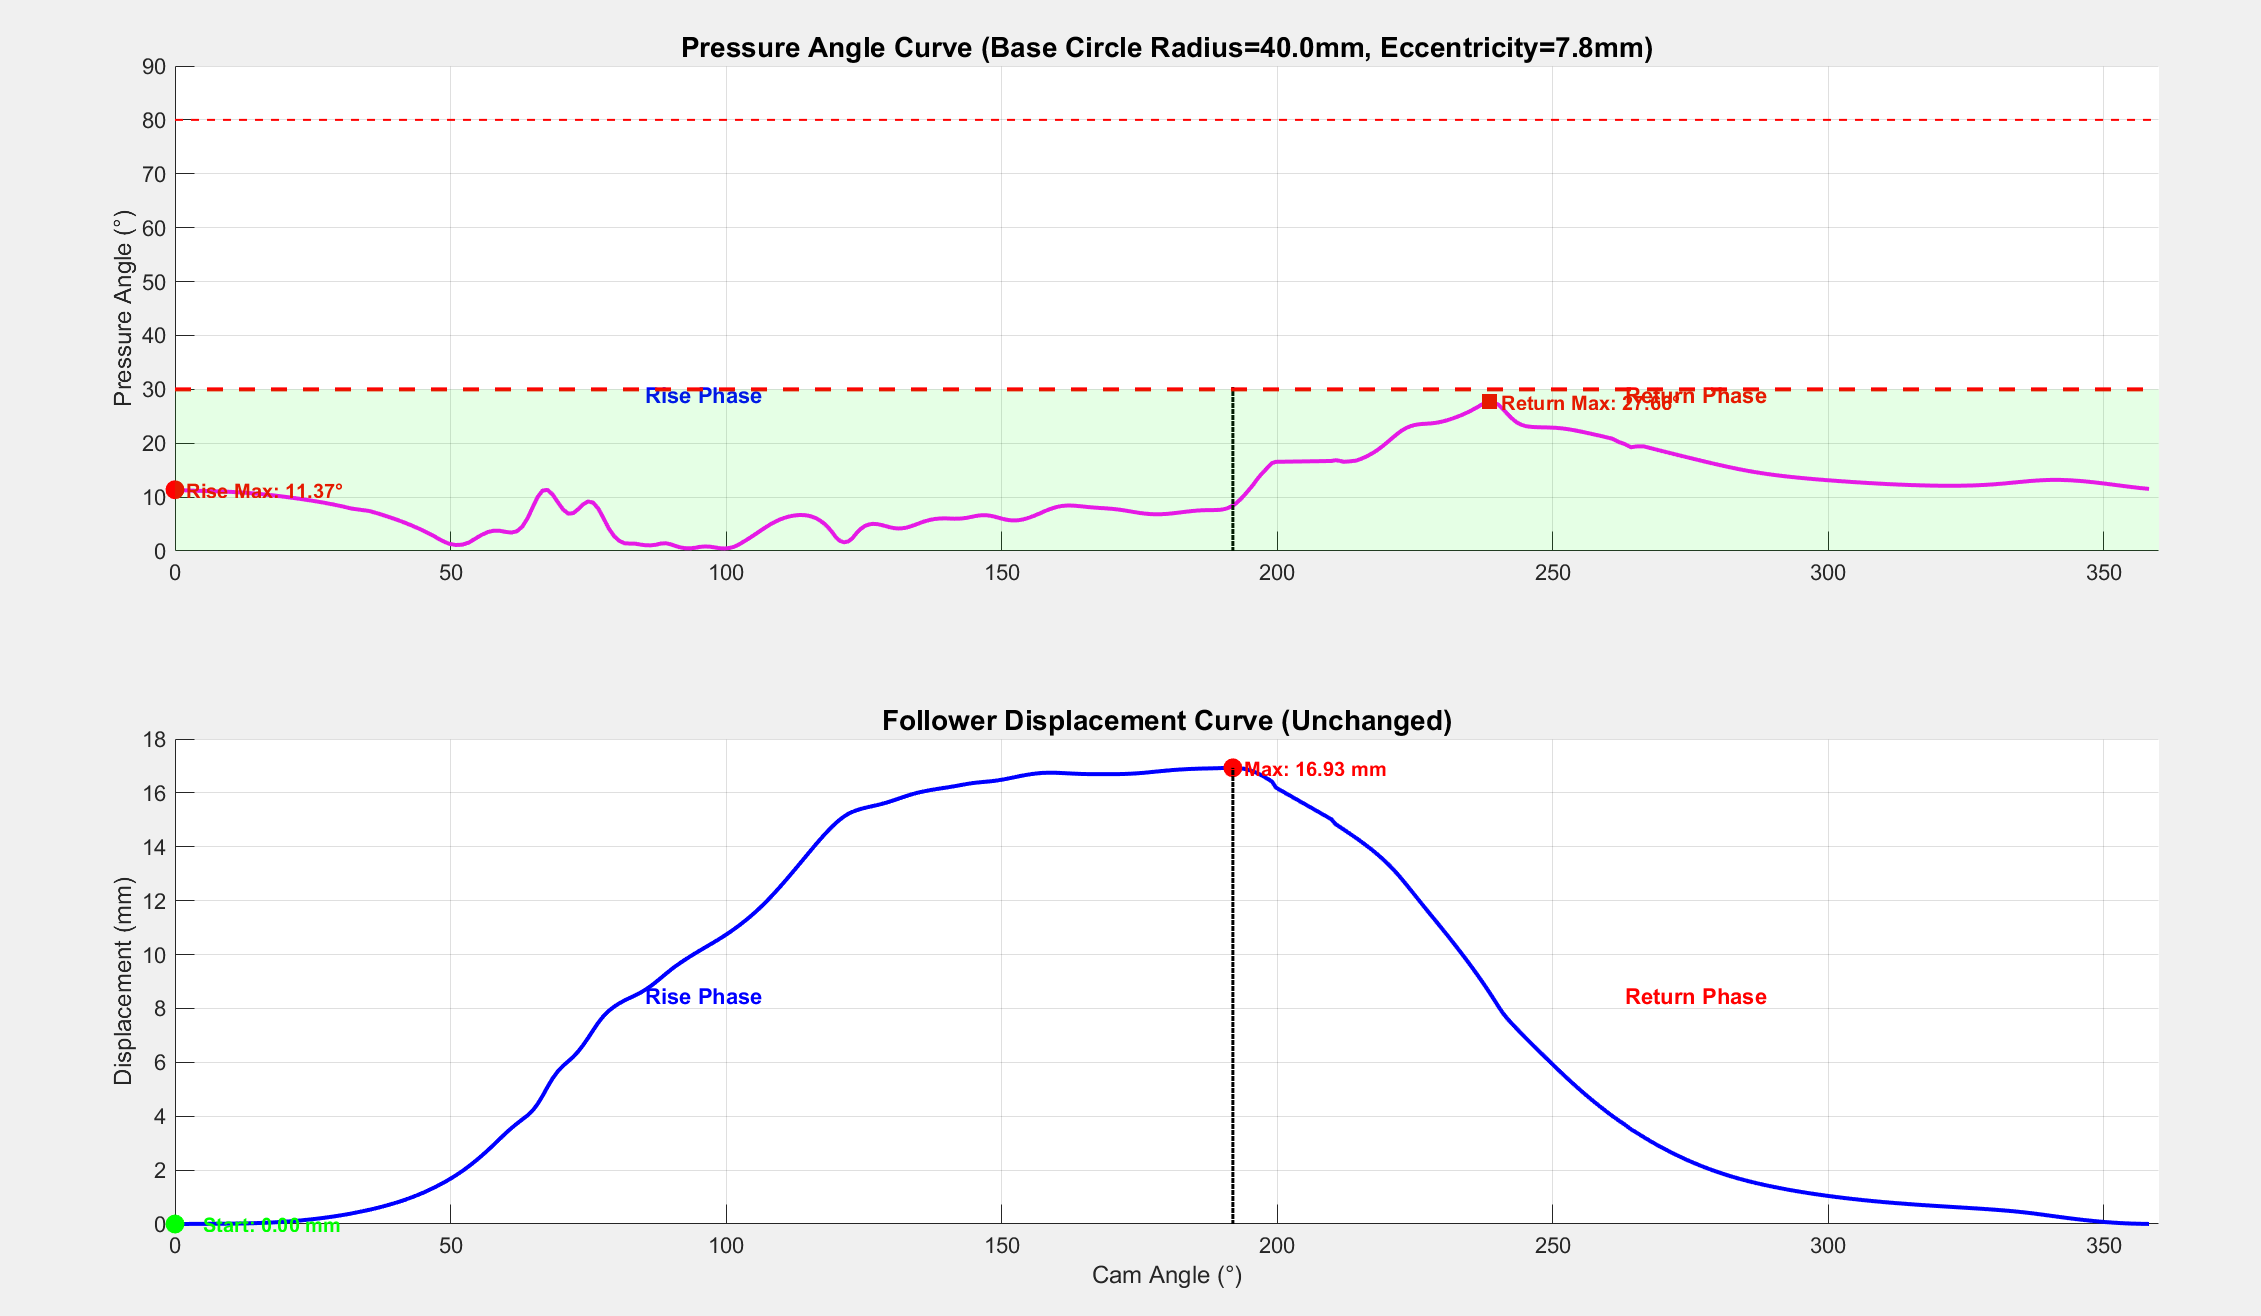 Pressure Angle Curve (Base Circle Radius=40.0mm, Eccentricity=7.8mm)
90
80
70
60
50
40
30
20
10
0
Pressure Angle (°)
Rise Phase
Return Phase
Return Max: 27.66°
Rise Max: 11.37°
0 50 100 150 200 250 300 350
Follower Displacement Curve (Unchanged)
18
16
14
12
10
8
6
4
2
0
Displacement (mm)
Max: 16.93 mm
Rise Phase
Return Phase
Start: 0.00 mm
0 50 100 150 200 250 300 350
Cam Angle (°)